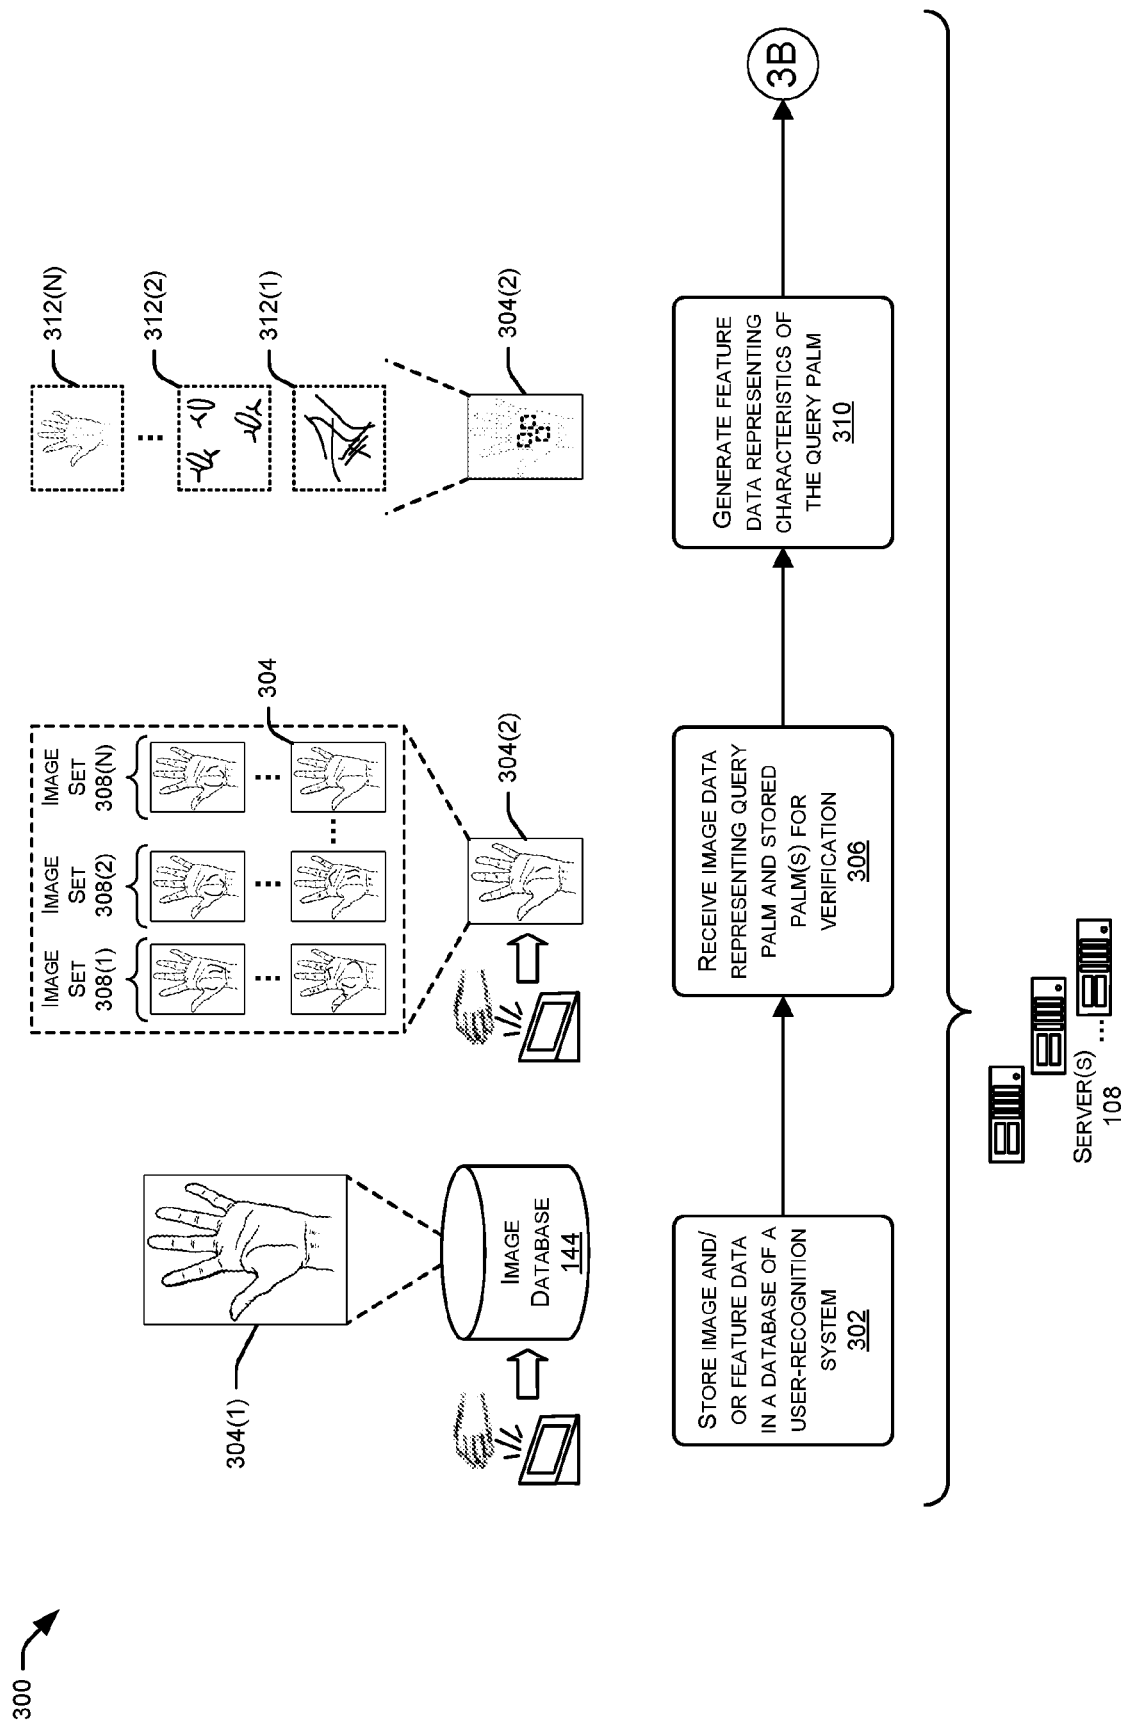 300
304(1)
IMAGE
DATABASE
144
STORE IMAGE AND/
OR FEATURE DATA
IN A DATABASE OF A
USER-RECOGNITION
SYSTEM
302
IMAGE
SET
308(1)
IMAGE
SET
308(2)
IMAGE
SET
308(N)
304
304(2)
RECEIVE IMAGE DATA
REPRESENTING QUERY
PALM AND STORED
PALM(S) FOR
VERIFICATION
306
312(N)
312(2)
312(1)
304(2)
GENERATE FEATURE
DATA REPRESENTING
CHARACTERISTICS OF
THE QUERY PALM
310
3B
SERVER(S)
108